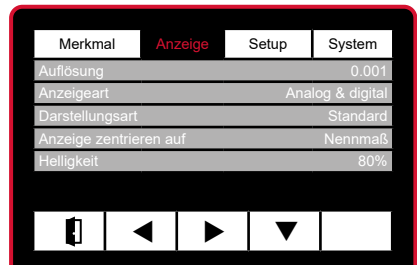 Merkmal Anzeige Setup System
Auflösung 0.001
Anzeigeart Analog & digital
Darstellungsart Standard
Anzeige zentrieren auf Nennmaß
Helligkeit 80%